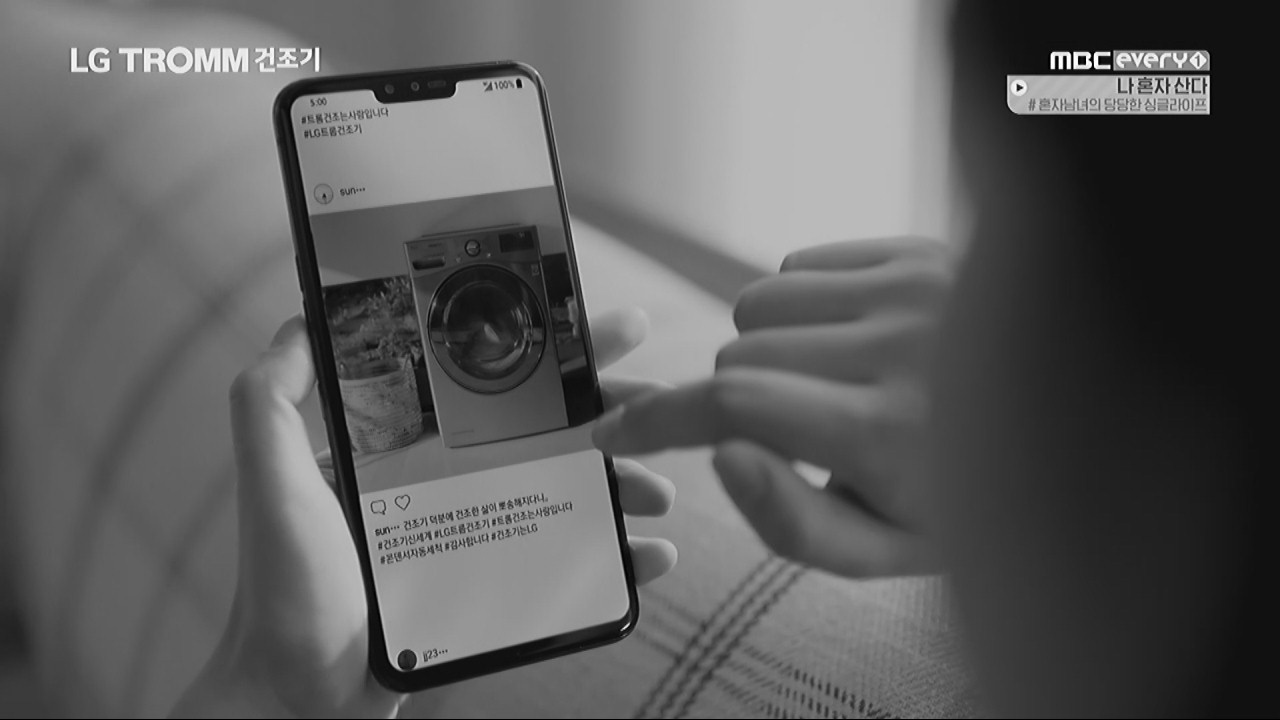 LG TROMM 건조기
MBC every1
나 혼자 산다
# 혼자남녀의 당당한 싱글라이프
5:00
100%
#트롬건조는사랑입니다
#LG트롬건조기
sun···
sun··· 건조기 덕분에 건조한 삶이 뽀송해지다니,
#건조기신세계 #LG트롬건조기 #트롬건조는사랑입니다
#콘덴서자동세척 #감사합니다 #건조기는LG
jj23···